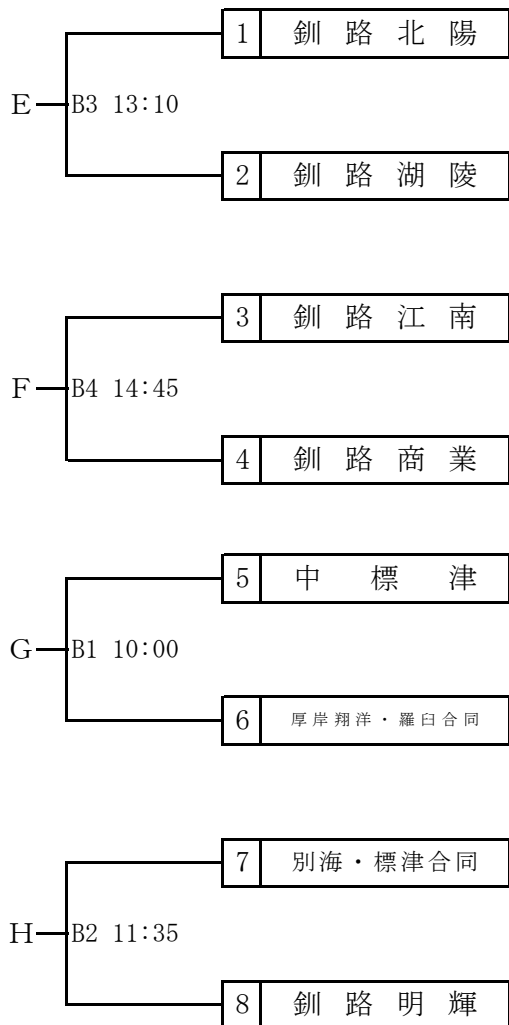 1 釧路北陽
E B3 13:10
2 釧路湖陵
3 釧路江南
F B4 14:45
4 釧路商業
5 中標津
G B1 10:00
6 厚岸翔洋・羅臼合同
7 別海・標津合同
H B2 11:35
8 釧路明輝